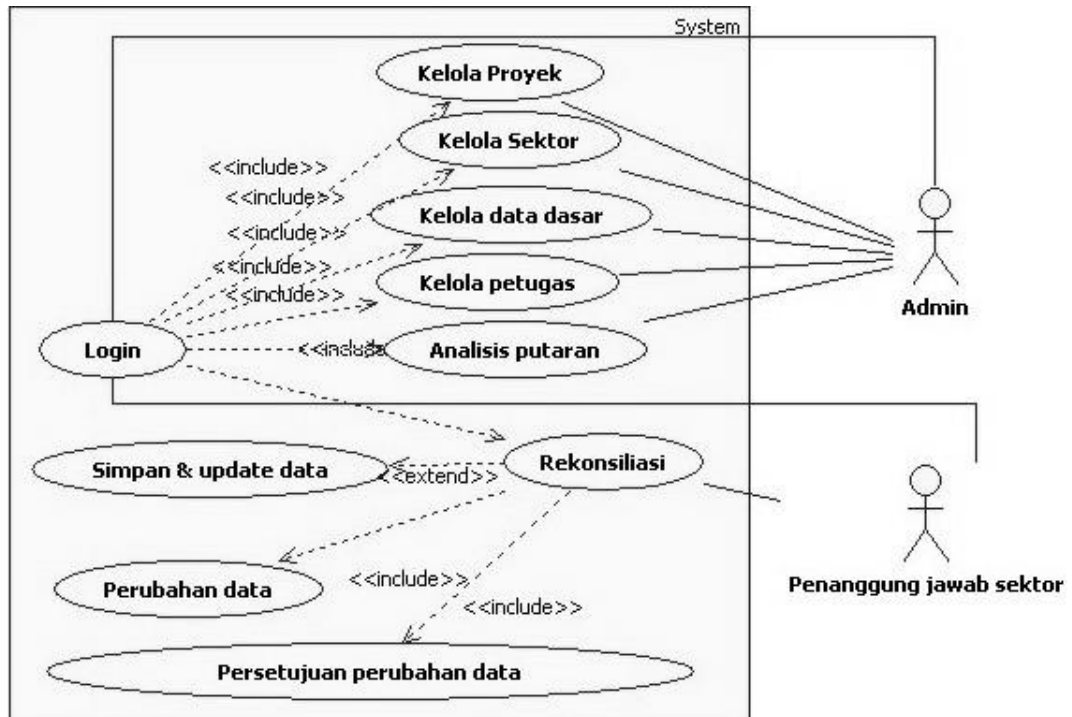 System
Kelola Proyek
Kelola Sektor
<<include>>
<<include>>
Kelola data dasar
<<include>>
<<include>>
Kelola petugas
<<include>>
Admin
Login
<<include
Analisis putaran
Simpan & update data
<<extend>>
Rekonsiliasi
Perubahan data
<<include>>
Penanggung jawab sektor
<<include>>
Persetujuan perubahan data